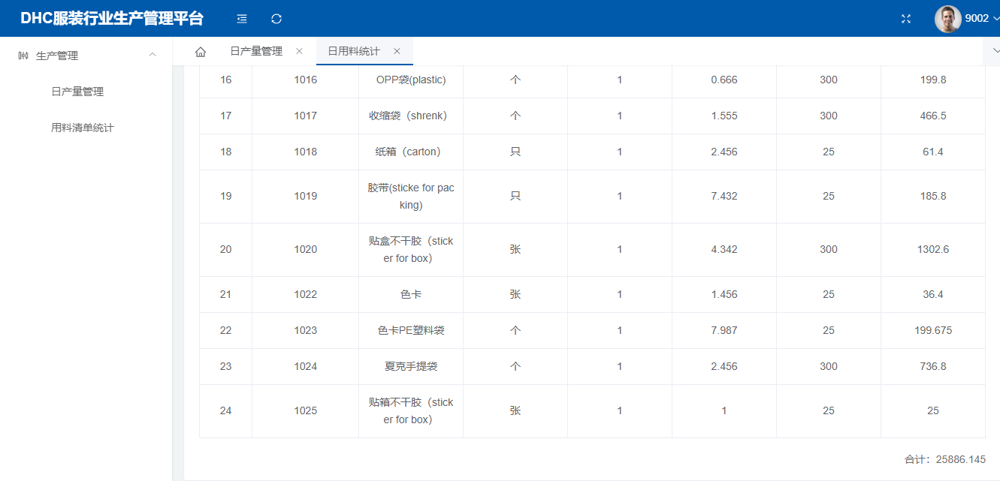 DHC服装行业生产管理平台
9002
生产管理
日产量管理
日用料统计
日产量管理
用料清单统计
16 1016 OPP袋(plastic) 个 1 0.666 300 199.8
17 1017 收缩袋（shrenk） 个 1 1.555 300 466.5
18 1018 纸箱（carton） 只 1 2.456 25 61.4
19 1019 胶带(sticke for pac
king) 只 1 7.432 25 185.8
20 1020 贴盒不干胶（stick
er for box） 张 1 4.342 300 1302.6
21 1022 色卡 张 1 1.456 25 36.4
22 1023 色卡PE塑料袋 个 1 7.987 25 199.675
23 1024 夏克手提袋 个 1 2.456 300 736.8
24 1025 贴箱不干胶（stick
er for box） 张 1 1 25 25
合计：25886.145